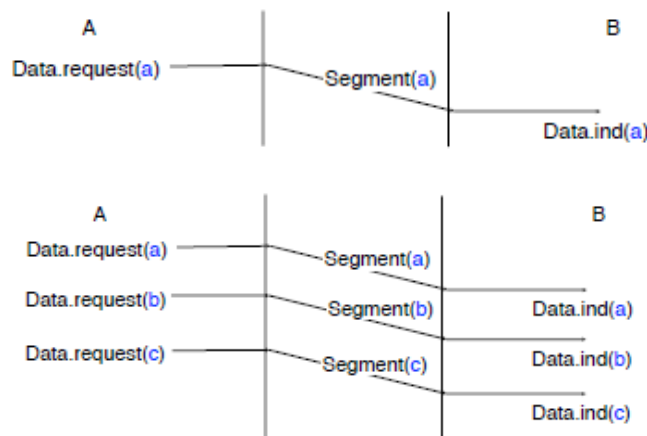 A B
Data.request(a) Segment(a)
Data.ind(a)
A B
Data.request(a) Segment(a)
Data.request(b) Segment(b) Data.ind(a)
Data.request(c) Segment(c) Data.ind(b)
Data.ind(c)